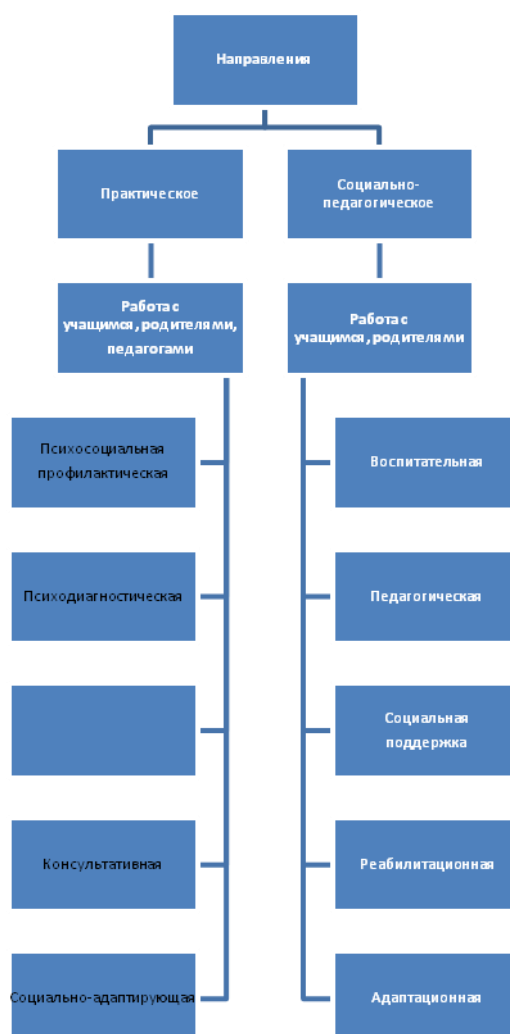 Направления
Практическое
Социально-
педагогическое
Работа с
учащимся, родителями,
педагогами
Работа с
учащимся, родителями
Психосоциальная
профилактическая
Воспитательная
Психодиагностическая
Педагогическая
Социальная
поддержка
Консультативная
Реабилитационная
Социально-адаптирующая
Адаптационная